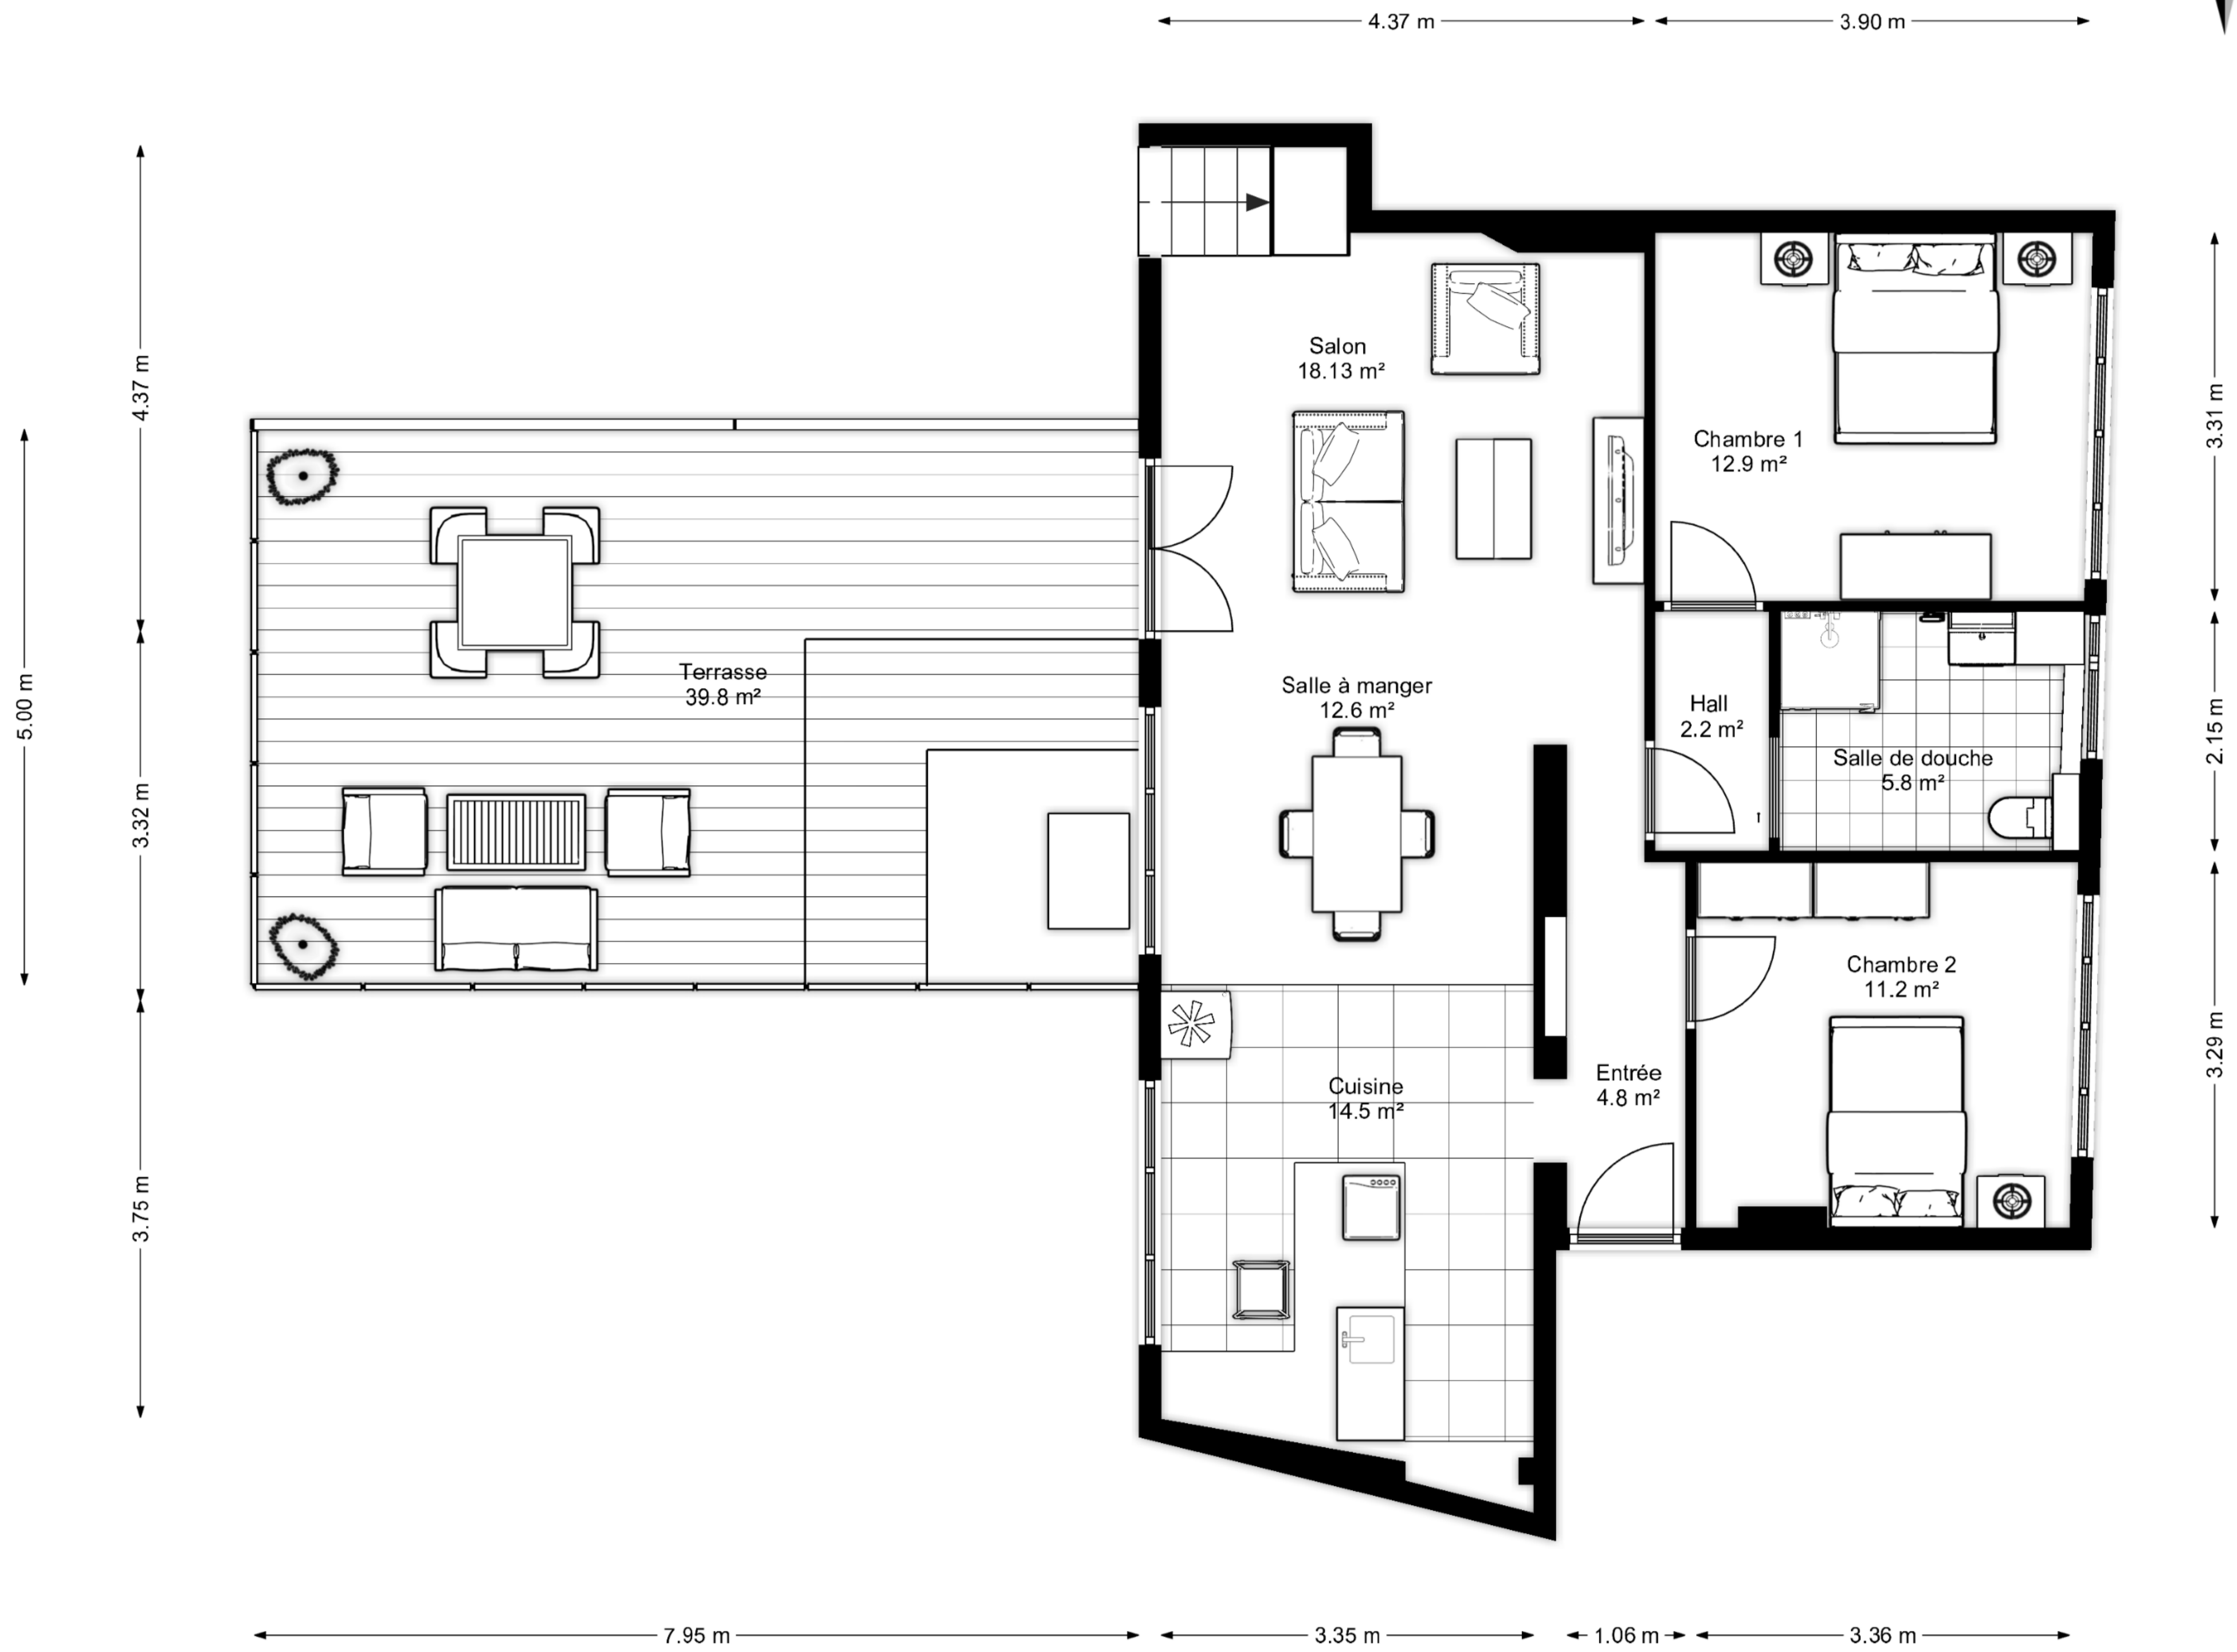 4.37 m
3.90 m
Salon
18.13 m²
4.37 m
3.31 m
Chambre 1
12.9 m²
Terrasse
39.8 m²
5.00 m
Salle à manger
12.6 m²
Hall
2.2 m²
2.15 m
Salle de douche
5.8 m²
3.32 m
Chambre 2
11.2 m²
Entrée
4.8 m²
3.29 m
Cuisine
14.5 m²
3.75 m
7.95 m
3.35 m
1.06 m
3.36 m